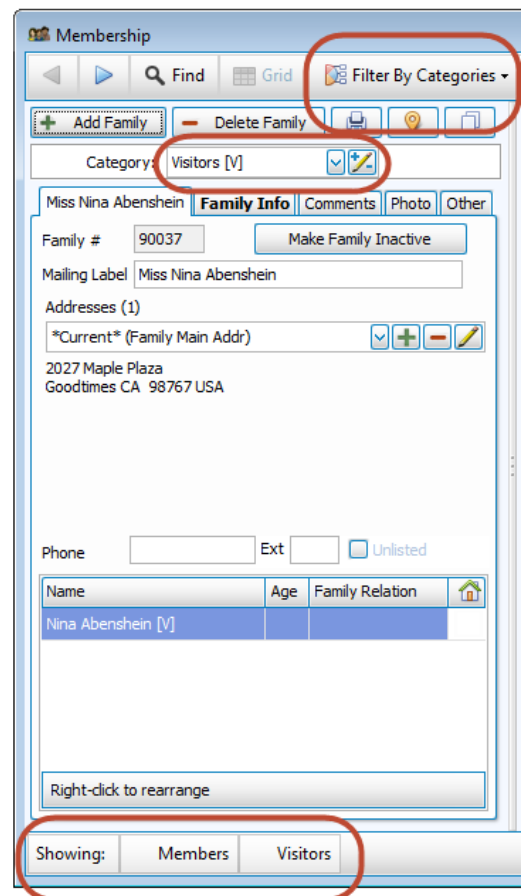 Membership
Find Grid Filter By Categories
Add Family Delete Family
Category: Visitors [V]
Miss Nina Abenshein Family Info Comments Photo Other
Family # 90037 Make Family Inactive
Mailing Label Miss Nina Abenshein
Addresses (1)
*Current* (Family Main Addr)
2027 Maple Plaza
Goodtimes CA 98767 USA
Phone Ext Unlisted
Name Age Family Relation
Nina Abenshein [V]
Right-click to rearrange
Showing: Members Visitors